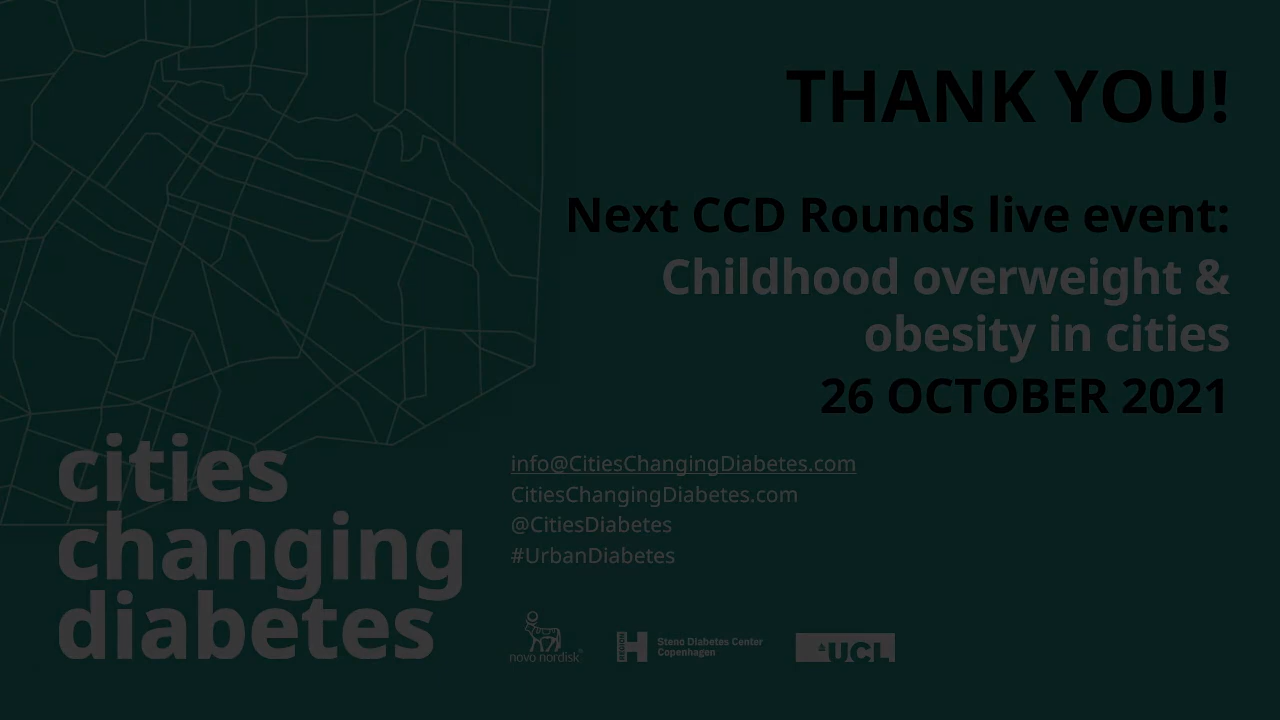 THANK YOU!
Next CCD Rounds live event:
Childhood overweight &
obesity in cities
26 OCTOBER 2021
cities
changing
diabetes
info@CitiesChangingDiabetes.com
CitiesChangingDiabetes.com
@CitiesDiabetes
#UrbanDiabetes
novo nordisk®
REGION
H
Steno Diabetes Center
Copenhagen
UCL